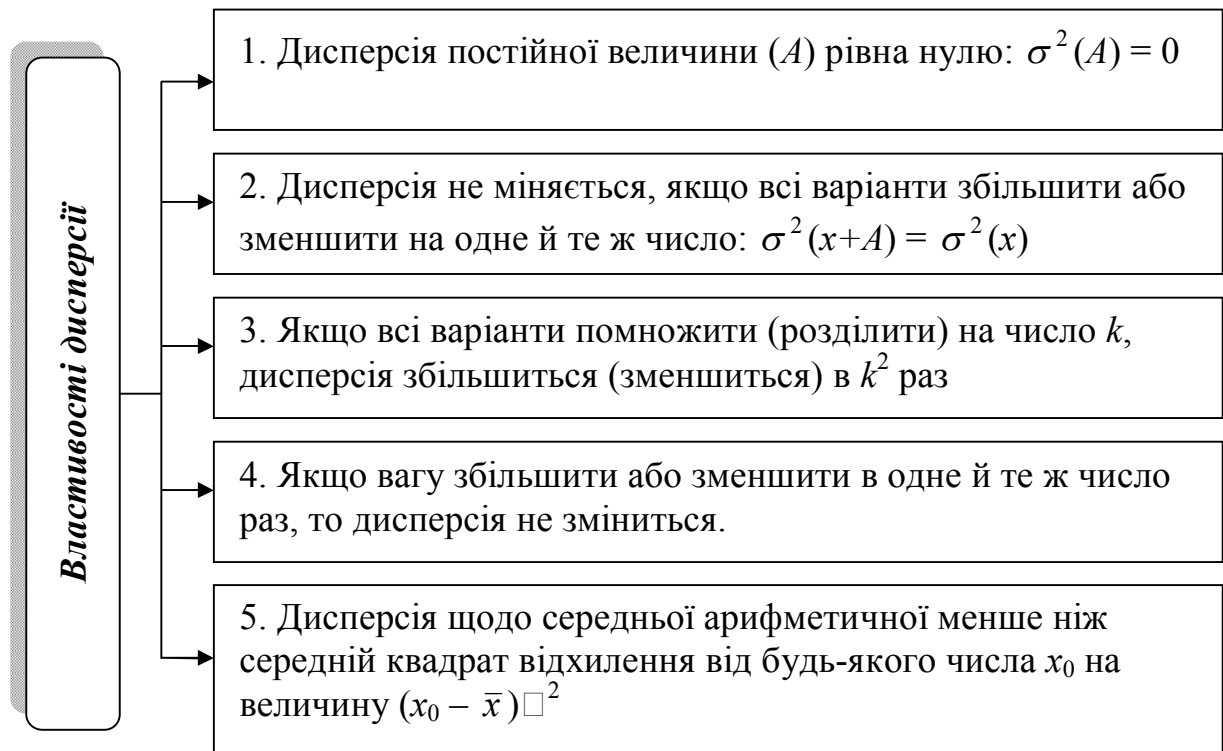 Властивості дисперсії
1. Дисперсія постійної величини (A) рівна нулю: σ²(A) = 0
2. Дисперсія не міняється, якщо всі варіанти збільшити або
зменшити на одне й те ж число: σ²(x+A) = σ²(x)
3. Якщо всі варіанти помножити (розділити) на число k,
дисперсія збільшиться (зменшиться) в k² раз
4. Якщо вагу збільшити або зменшити в одне й те ж число
раз, то дисперсія не зміниться.
5. Дисперсія щодо середньої арифметичної менше ніж
середній квадрат відхилення від будь-якого числа x₀ на
величину (x₀ – x̄)□²